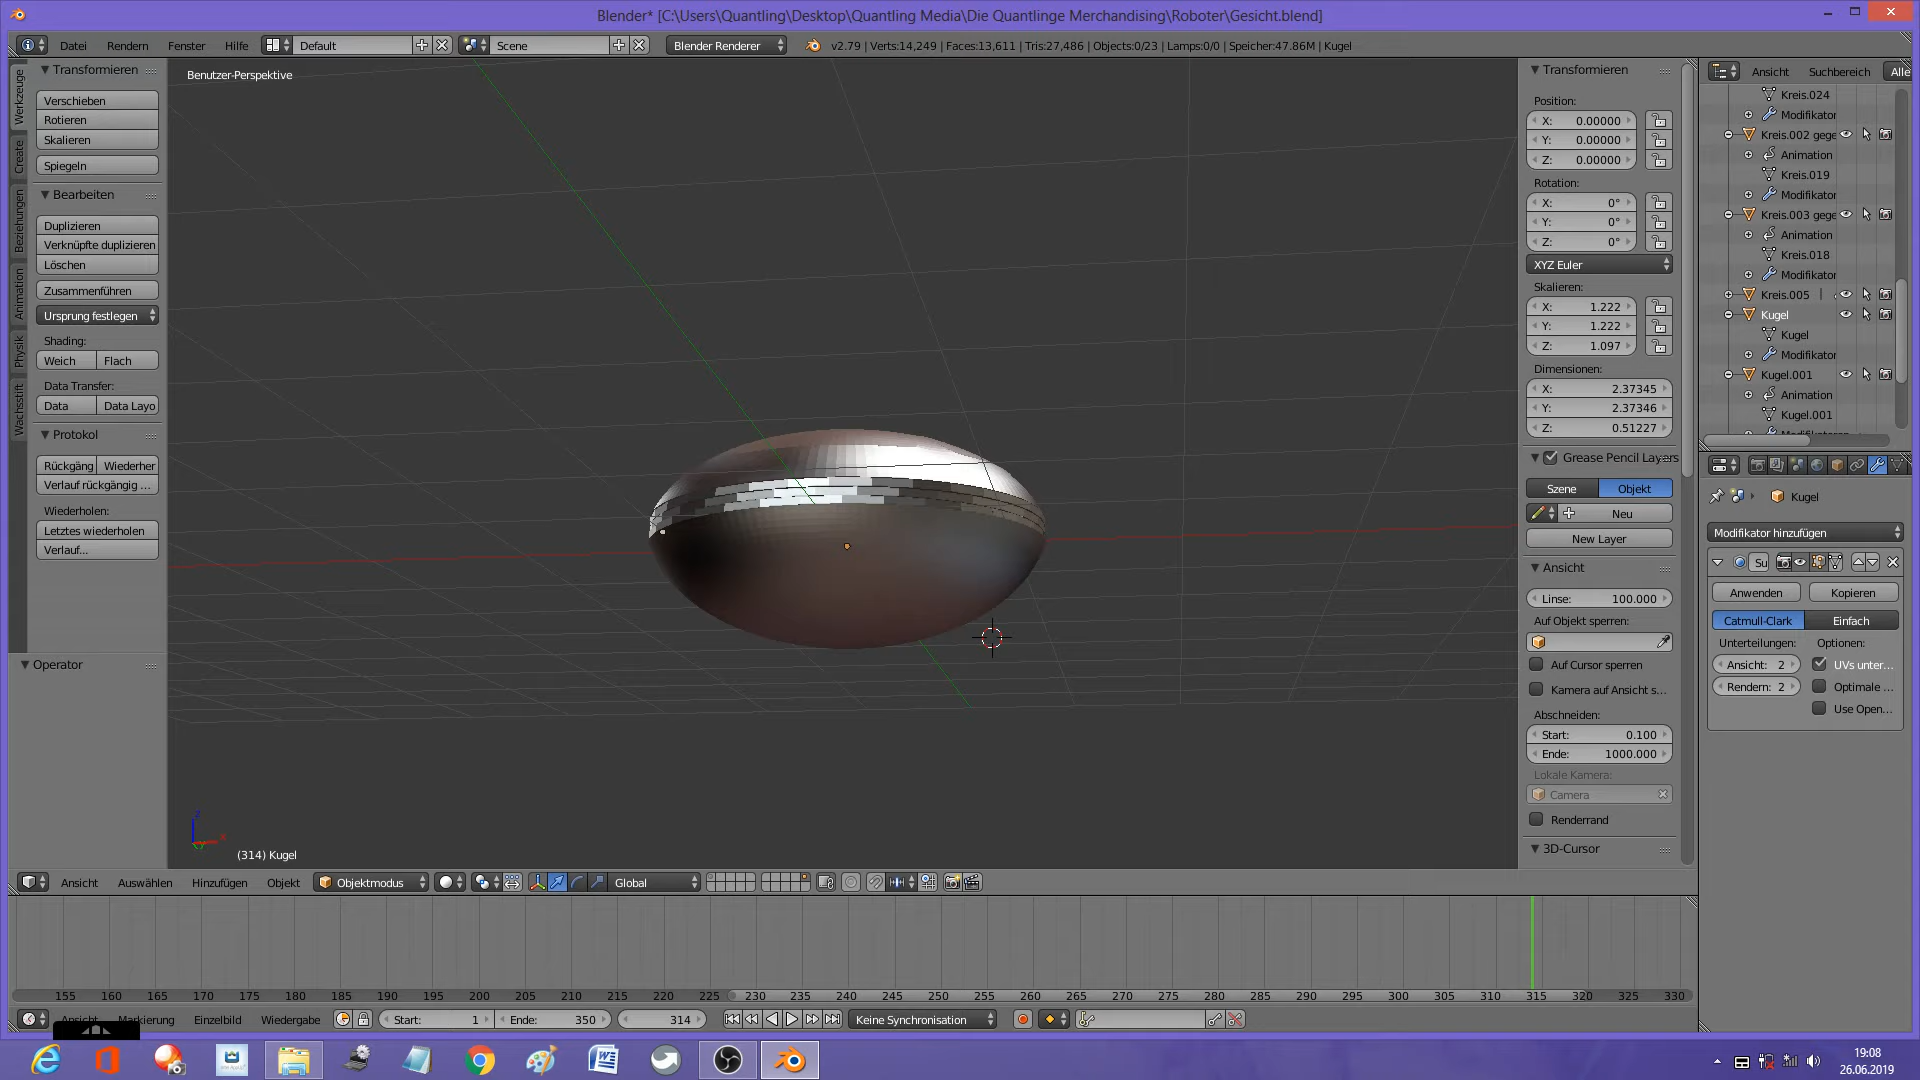 Blender* [C:\Users\Quantling\Desktop\Quantling Media\Die Quantlinge Merchandising\Roboter\Gesicht.blend]
Datei Rendern Fenster Hilfe Default Scene Blender Renderer v2.79 | Verts:14,249 | Faces:13,611 | Tris:27,486 | Objects:0/23 | Lamps:0/0 | Speicher:47.86M | Kugel
Werkzeuge
Create
Beziehungen
Animation
Physik
Wachsstift
Transformieren
Verschieben
Rotieren
Skalieren
Spiegeln
Bearbeiten
Duplizieren
Verknüpfte duplizieren
Löschen
Zusammenführen
Ursprung festlegen
Shading:
Weich Flach
Data Transfer:
Data Data Layo
Protokol
Rückgäng Wiederher
Verlauf rückgängig ...
Wiederholen:
Letztes wiederholen
Verlauf...
Operator
Benutzer-Perspektive
z
x
y
(314) Kugel
Transformieren
Position:
X: 0.00000
Y: 0.00000
Z: 0.00000
Rotation:
X: 0°
Y: 0°
Z: 0°
XYZ Euler
Skalieren:
X: 1.222
Y: 1.222
Z: 1.097
Dimensionen:
X: 2.37345
Y: 2.37346
Z: 0.51227
Grease Pencil Layers
Szene Objekt
Neu
New Layer
Ansicht
Linse: 100.000
Auf Objekt sperren:
Auf Cursor sperren
Kamera auf Ansicht s...
Abschneiden:
Start: 0.100
Ende: 1000.000
Lokale Kamera:
Camera
Renderrand
3D-Cursor
Ansicht Suchbereich Alle
Kreis.024
Modifikator
Kreis.002 gege
Animation
Kreis.019
Modifikator
Kreis.003 gege
Animation
Kreis.018
Modifikator
Kreis.005 |
Kugel
Kugel
Modifikator
Kugel.001
Animation
Kugel.001
Kugel
Modifikator hinzufügen
Su
Anwenden Kopieren
Catmull-Clark Einfach
Unterteilungen: Optionen:
Ansicht: 2 UVs unter...
Rendern: 2 Optimale ...
Use Open...
Ansicht Auswählen Hinzufügen Objekt Objektmodus Global
155 160 165 170 175 180 185 190 195 200 205 210 215 220 225 230 235 240 245 250 255 260 265 270 275 280 285 290 295 300 305 310 315 320 325 330
Ansicht Markierung Einzelbild Wiedergabe Start: 1 Ende: 350 314 Keine Synchronisation
19:08
26.06.2019